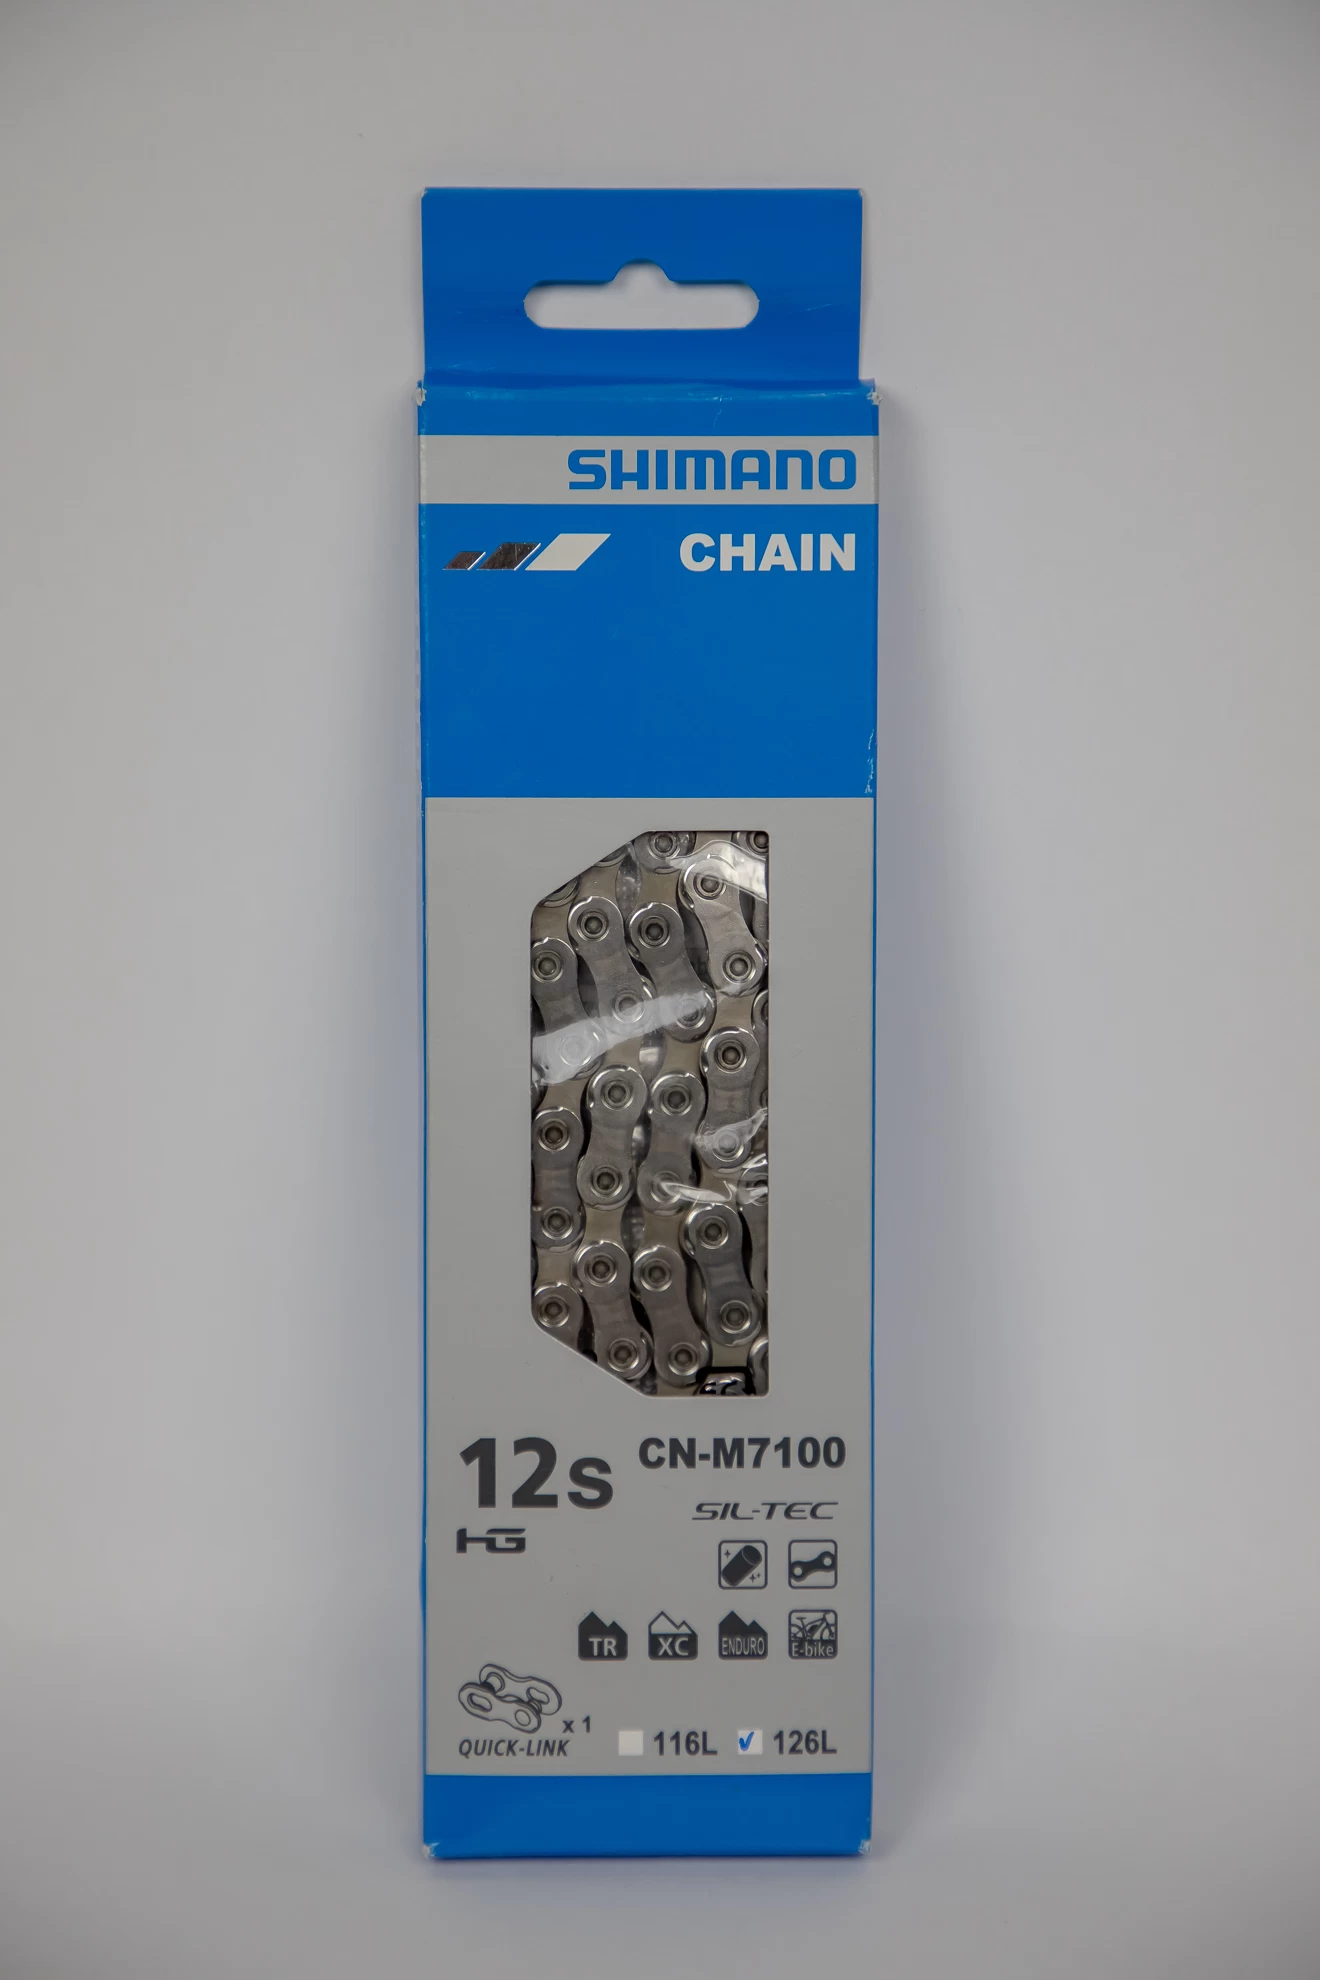 SHIMANO
CHAIN
12s CN-M7100
SIL-TEC
HG
TR XC ENDURO E-bike
x 1
QUICK-LINK 116L 126L